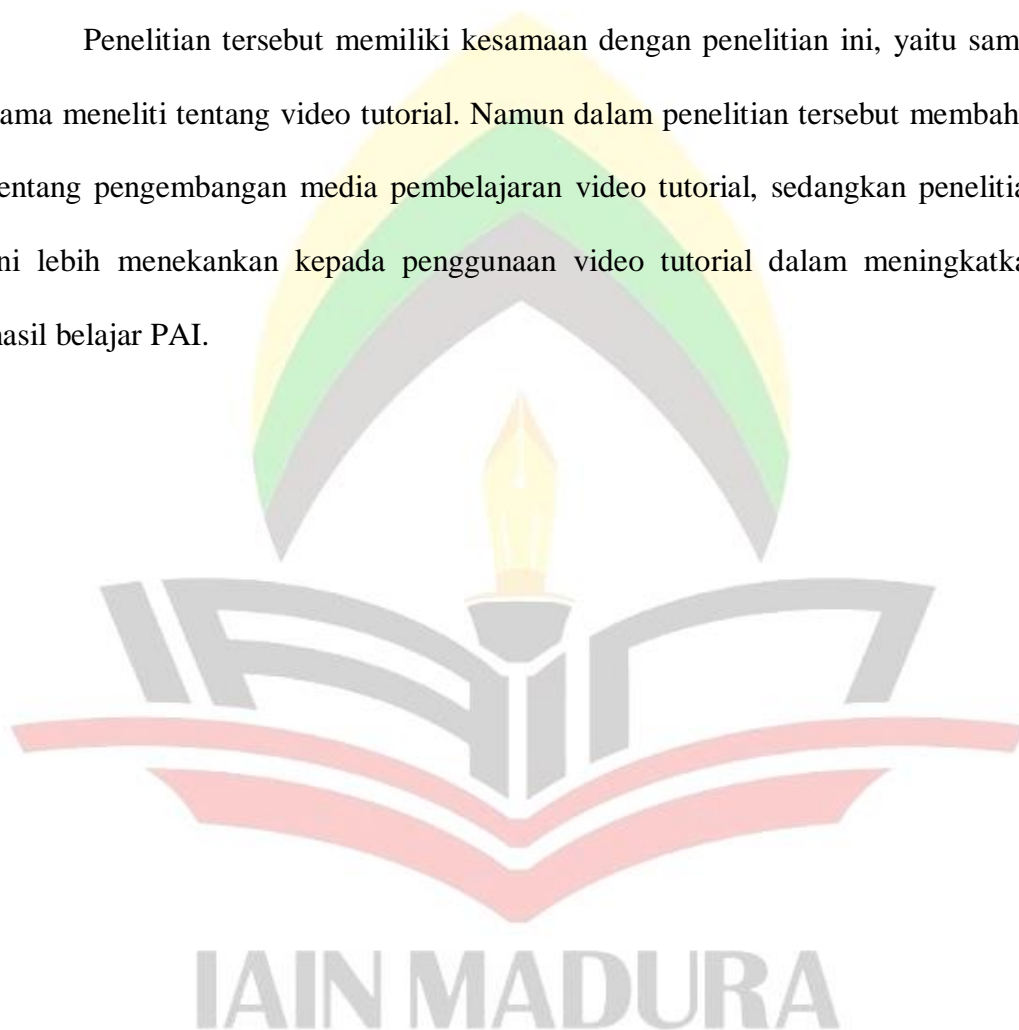 Penelitian tersebut memiliki kesamaan dengan penelitian ini, yaitu sam
ama meneliti tentang video tutorial. Namun dalam penelitian tersebut membah
entang pengembangan media pembelajaran video tutorial, sedangkan penelitia
ni lebih menekankan kepada penggunaan video tutorial dalam meningkatka
hasil belajar PAI.
IAIN MADURA